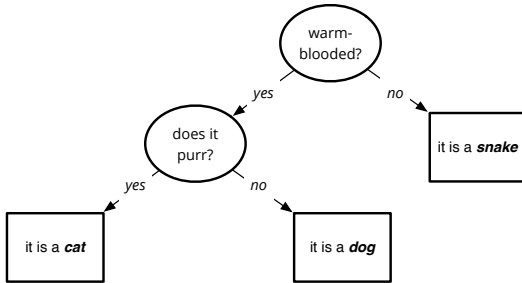 warm-
blooded?
yes
no
does it
purr?
it is a snake
yes
no
it is a cat
it is a dog